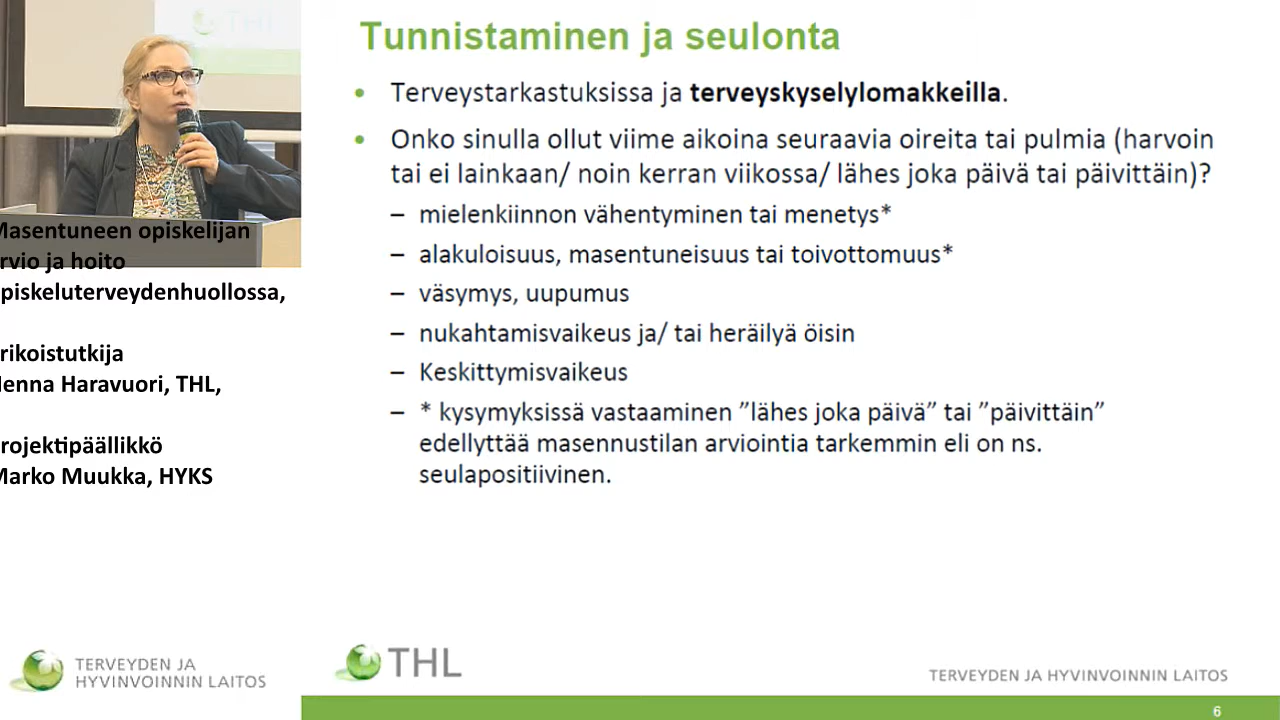 THL
Masentuneen opiskelijan
rvio ja hoito
piskeluterveydenhuollossa,
rikoistutkija
Henna Haravuori, THL,
rojektipäällikkö
Marko Muukka, HYKS
TERVEYDEN JA
HYVINVOINNIN LAITOS
Tunnistaminen ja seulonta
• Terveystarkastuksissa ja terveyskyselylomakkeilla.
• Onko sinulla ollut viime aikoina seuraavia oireita tai pulmia (harvoin
tai ei lainkaan/ noin kerran viikossa/ lähes joka päivä tai päivittäin)?
– mielenkiinnon vähentyminen tai menetys*
– alakuloisuus, masentuneisuus tai toivottomuus*
– väsymys, uupumus
– nukahtamisvaikeus ja/ tai heräilyä öisin
– Keskittymisvaikeus
– * kysymyksissä vastaaminen ”lähes joka päivä” tai ”päivittäin”
edellyttää masennustilan arviointia tarkemmin eli on ns.
seulapositiivinen.
THL
TERVEYDEN JA HYVINVOINNIN LAITOS
6